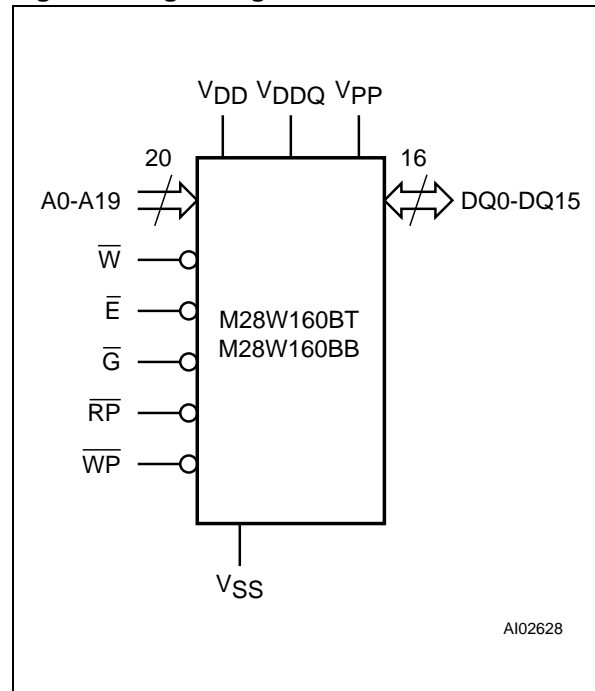 VDD VDDQ VPP
20 16
A0-A19 DQ0-DQ15
W
E
G
RP
WP
M28W160BT
M28W160BB
VSS
AI02628